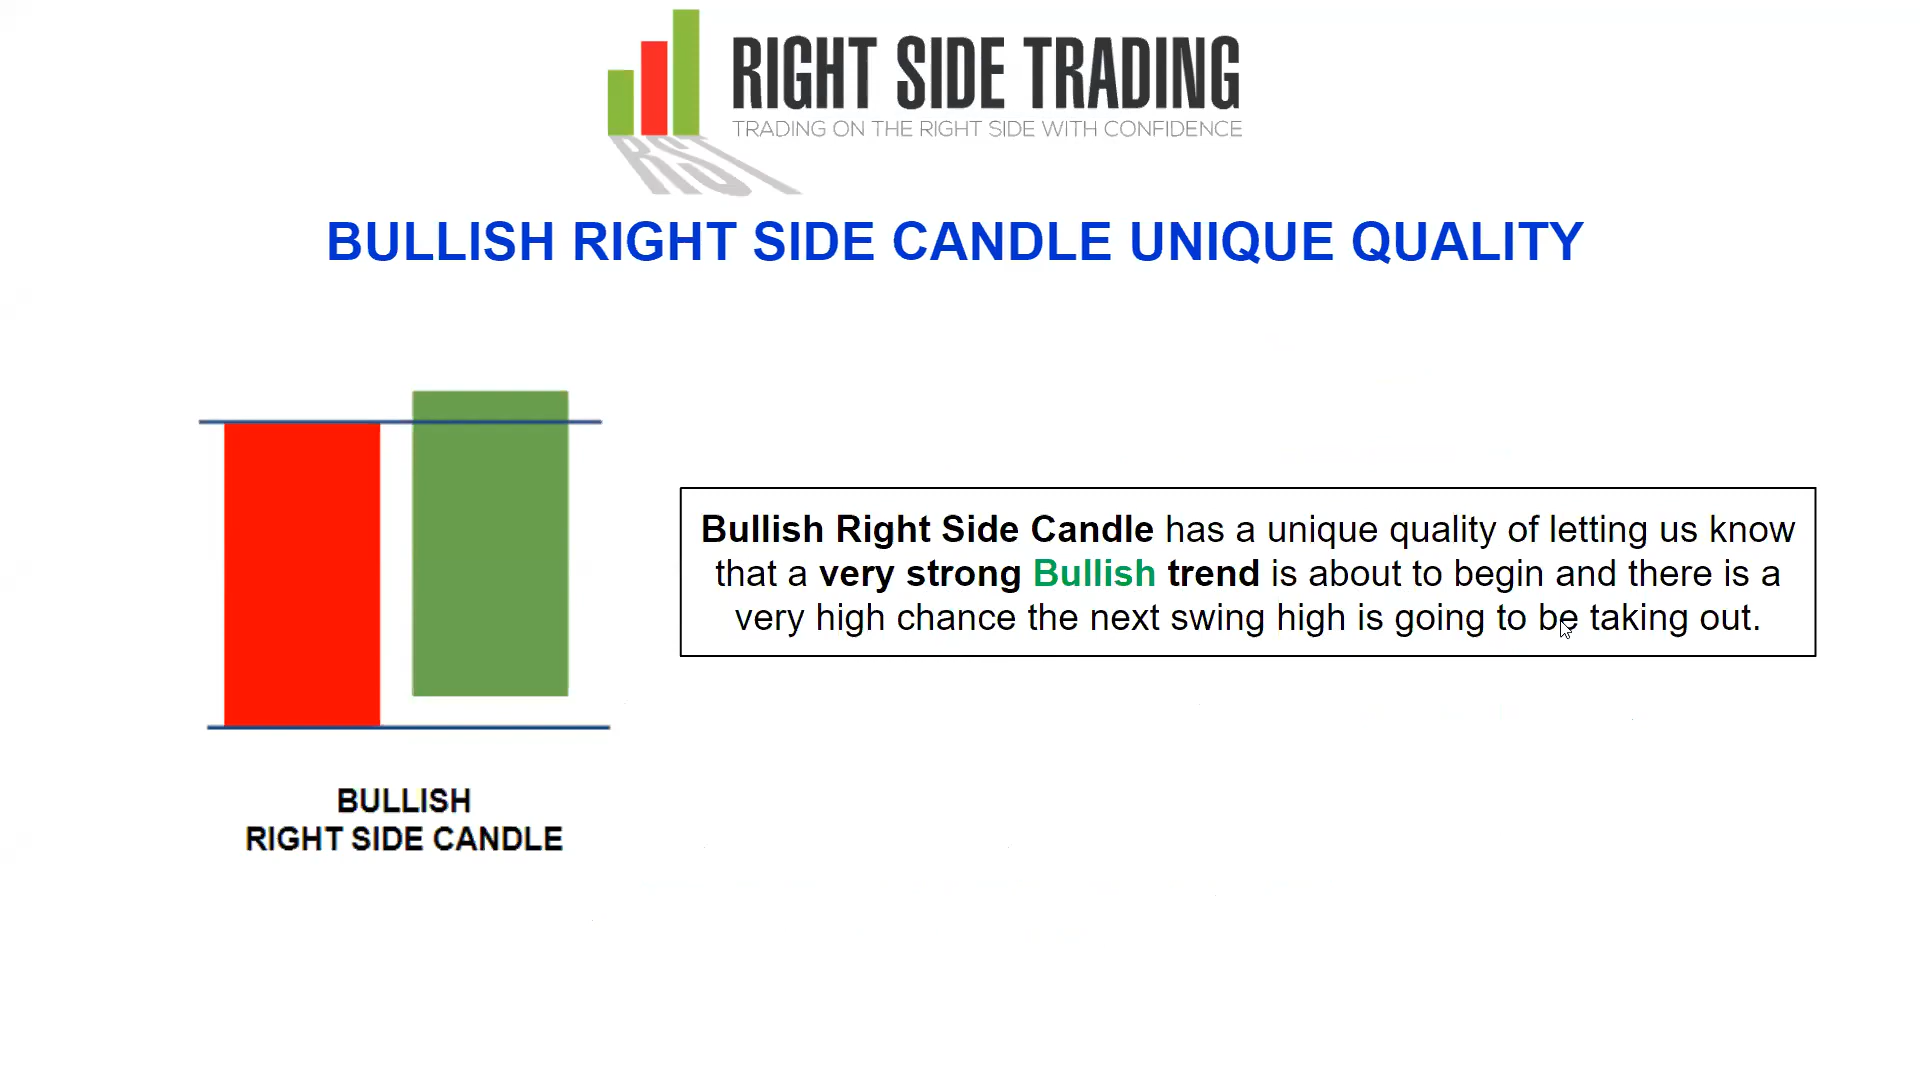 RIGHT SIDE TRADING
TRADING ON THE RIGHT SIDE WITH CONFIDENCE
RST
BULLISH RIGHT SIDE CANDLE UNIQUE QUALITY
Bullish Right Side Candle has a unique quality of letting us know
that a very strong Bullish trend is about to begin and there is a
very high chance the next swing high is going to be taking out.
BULLISH
RIGHT SIDE CANDLE